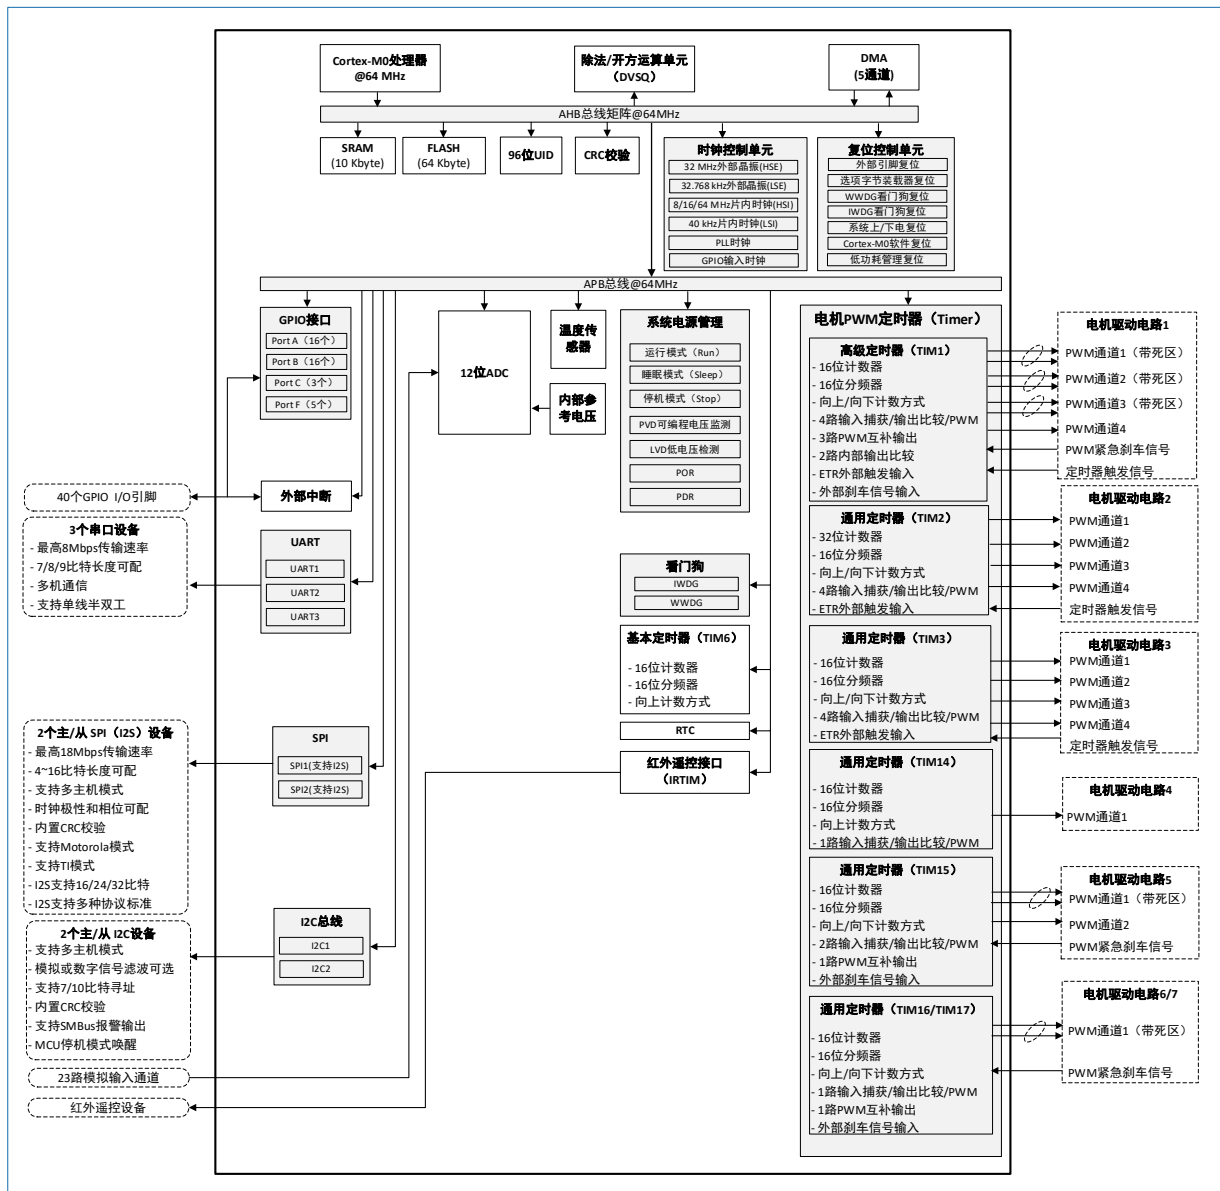 Cortex-M0处理器
@64 MHz
除法/开方运算单元
（DVSQ）
DMA
(5通道)
AHB总线矩阵@64MHz
SRAM
(10 Kbyte)
FLASH
(64 Kbyte)
96位UID
CRC校验
时钟控制单元
32 MHz外部晶振(HSE)
32.768 kHz外部晶振(LSE)
8/16/64 MHz片内时钟(HSI)
40 kHz片内时钟(LSI)
PLL时钟
GPIO输入时钟
复位控制单元
外部引脚复位
选项字节装载器复位
WWDG看门狗复位
IWDG看门狗复位
系统上/下电复位
Cortex-M0软件复位
低功耗管理复位
APB总线@64MHz
GPIO接口
Port A（16个）
Port B（16个）
Port C（3个）
Port F（5个）
12位ADC
温度传
感器
内部参
考电压
系统电源管理
运行模式（Run）
睡眠模式（Sleep）
停机模式（Stop）
PVD可编程电压监测
LVD低电压检测
POR
PDR
40个GPIO I/O引脚
外部中断
3个串口设备
- 最高8Mbps传输速率
- 7/8/9比特长度可配
- 多机通信
- 支持单线半双工
UART
UART1
UART2
UART3
看门狗
IWDG
WWDG
基本定时器（TIM6）
- 16位计数器
- 16位分频器
- 向上计数方式
RTC
红外遥控接口
（IRTIM）
2个主/从 SPI（I2S）设备
- 最高18Mbps传输速率
- 4~16比特长度可配
- 支持多主机模式
- 时钟极性和相位可配
- 内置CRC校验
- 支持Motorola模式
- 支持TI模式
- I2S支持16/24/32比特
- I2S支持多种协议标准
SPI
SPI1(支持I2S)
SPI2(支持I2S)
2个主/从 I2C设备
- 支持多主机模式
- 模拟或数字信号滤波可选
- 支持7/10比特寻址
- 内置CRC校验
- 支持SMBus报警输出
- MCU停机模式唤醒
I2C总线
I2C1
I2C2
23路模拟输入通道
红外遥控设备
电机PWM定时器（Timer）
高级定时器（TIM1）
- 16位计数器
- 16位分频器
- 向上/向下计数方式
- 4路输入捕获/输出比较/PWM
- 3路PWM互补输出
- 2路内部输出比较
- ETR外部触发输入
- 外部刹车信号输入
电机驱动电路1
PWM通道1（带死区）
PWM通道2（带死区）
PWM通道3（带死区）
PWM通道4
PWM紧急刹车信号
定时器触发信号
通用定时器（TIM2）
- 32位计数器
- 16位分频器
- 向上/向下计数方式
- 4路输入捕获/输出比较/PWM
- ETR外部触发输入
电机驱动电路2
PWM通道1
PWM通道2
PWM通道3
PWM通道4
定时器触发信号
通用定时器（TIM3）
- 16位计数器
- 16位分频器
- 向上/向下计数方式
- 4路输入捕获/输出比较/PWM
- ETR外部触发输入
电机驱动电路3
PWM通道1
PWM通道2
PWM通道3
PWM通道4
定时器触发信号
通用定时器（TIM14）
- 16位计数器
- 16位分频器
- 向上计数方式
- 1路输入捕获/输出比较/PWM
电机驱动电路4
PWM通道1
通用定时器（TIM15）
- 16位计数器
- 16位分频器
- 向上/向下计数方式
- 2路输入捕获/输出比较/PWM
- 1路PWM互补输出
- 外部刹车信号输入
电机驱动电路5
PWM通道1（带死区）
PWM通道2
PWM紧急刹车信号
通用定时器（TIM16/TIM17）
- 16位计数器
- 16位分频器
- 向上/向下计数方式
- 1路输入捕获/输出比较/PWM
- 1路PWM互补输出
- 外部刹车信号输入
电机驱动电路6/7
PWM通道1（带死区）
PWM紧急刹车信号